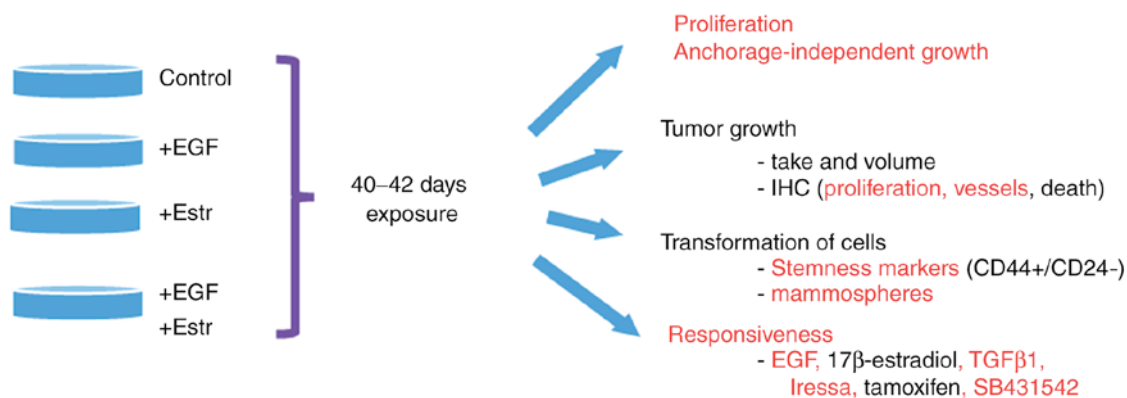 Control
+EGF
+Estr
+EGF
+Estr
40–42 days
exposure
Proliferation
Anchorage-independent growth
Tumor growth
- take and volume
- IHC (proliferation, vessels, death)
Transformation of cells
- Stemness markers (CD44+/CD24-)
- mammospheres
Responsiveness
- EGF, 17β-estradiol, TGFβ1,
Iressa, tamoxifen, SB431542